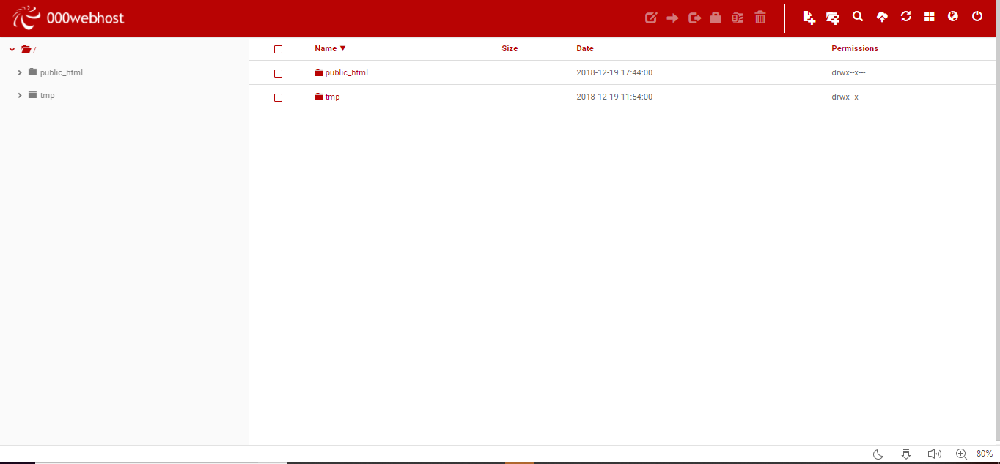 000webhost
/
public_html
tmp
Name ▼ Size Date Permissions
public_html 2018-12-19 17:44:00 drwx--x---
tmp 2018-12-19 11:54:00 drwx--x---
80%